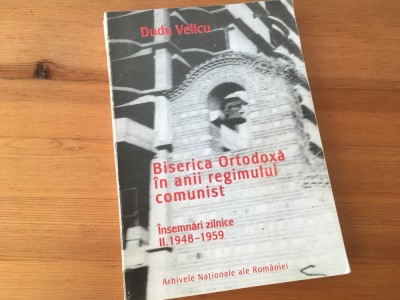 Dudu Velicu
Biserica Ortodoxă
în anii regimului
comunist
Însemnări zilnice
II. 1948–1959
Arhivele Naționale ale României